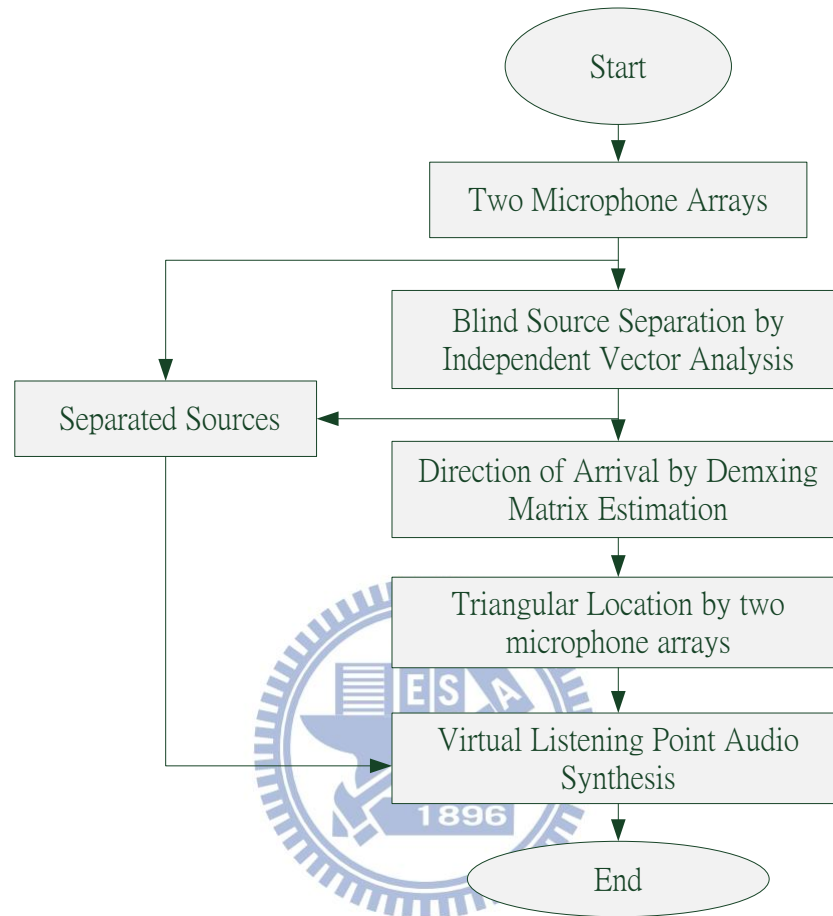 Start
Two Microphone Arrays
Blind Source Separation by
Independent Vector Analysis
Separated Sources
Direction of Arrival by Demxing
Matrix Estimation
Triangular Location by two
microphone arrays
E S A
Virtual Listening Point Audio
Synthesis
1896
End